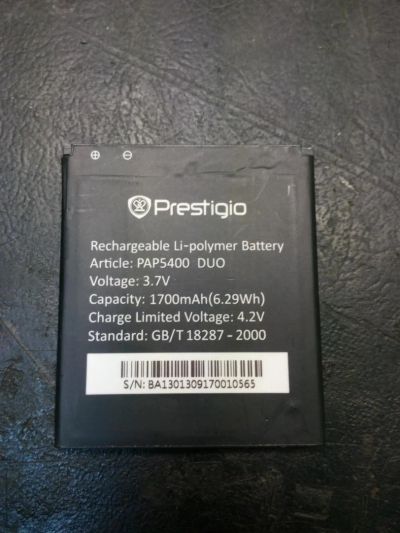 ⊕ ⊖
Prestigio
Rechargeable Li-polymer Battery
Article: PAP5400 DUO
Voltage: 3.7V
Capacity: 1700mAh(6.29Wh)
Charge Limited Voltage: 4.2V
Standard: GB/T 18287 - 2000
S/N: BA1301309170010565